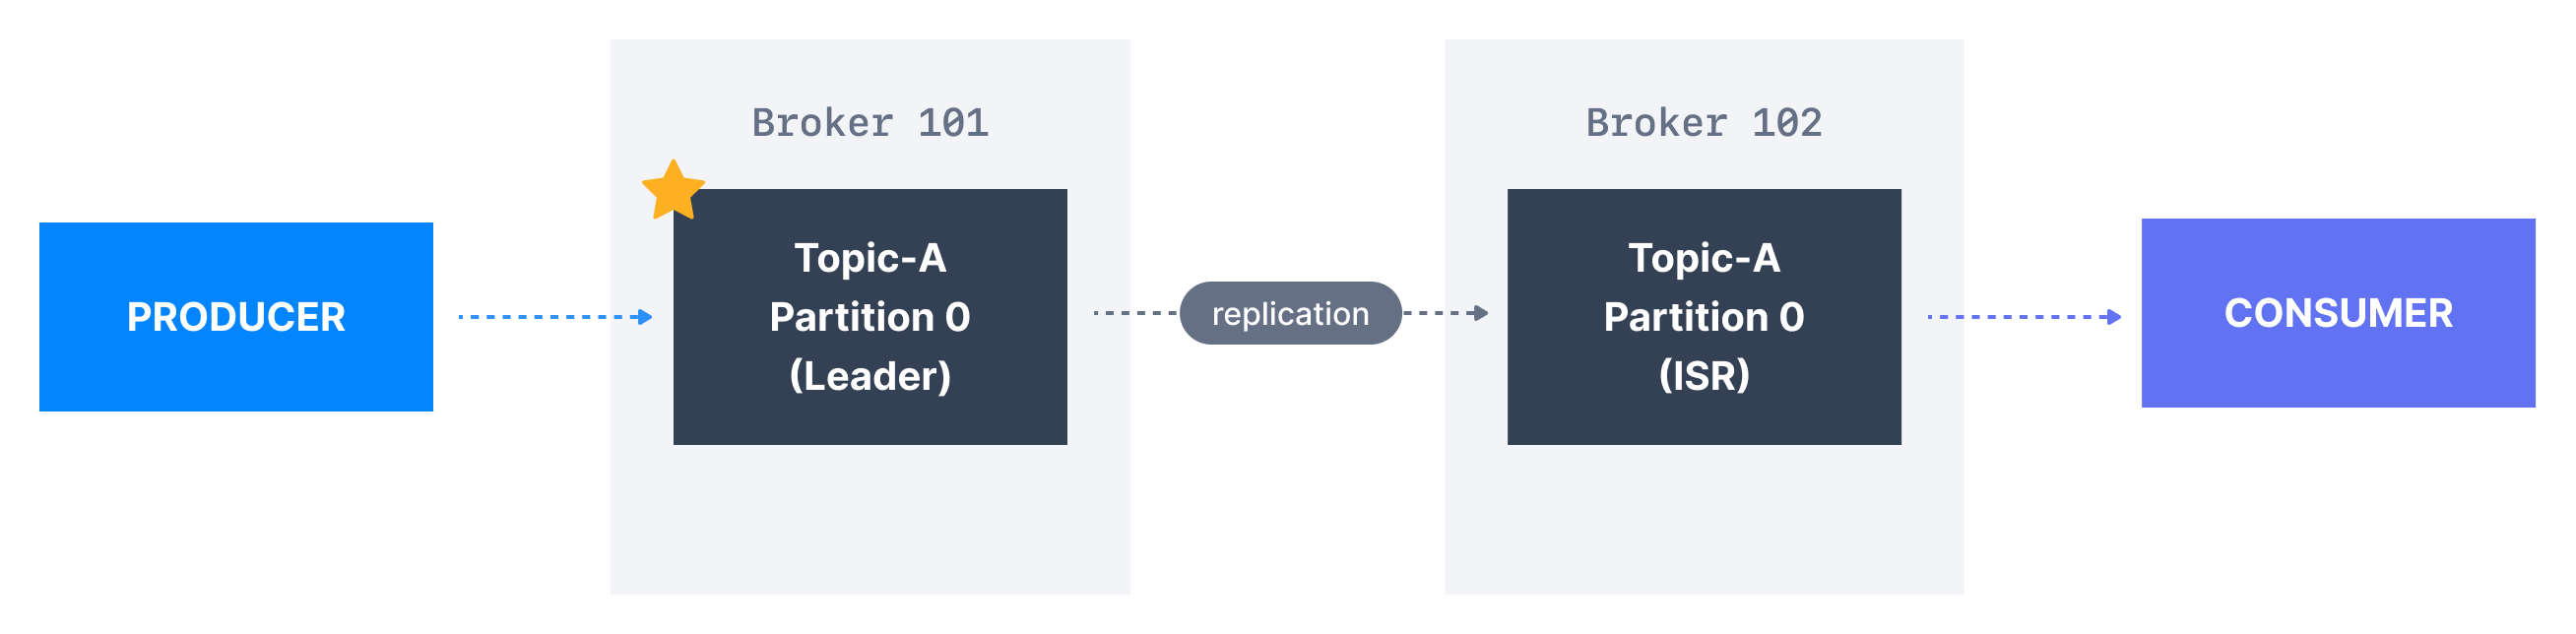 PRODUCER
Broker 101
Topic-A
Partition 0
(Leader)
replication
Broker 102
Topic-A
Partition 0
(ISR)
CONSUMER